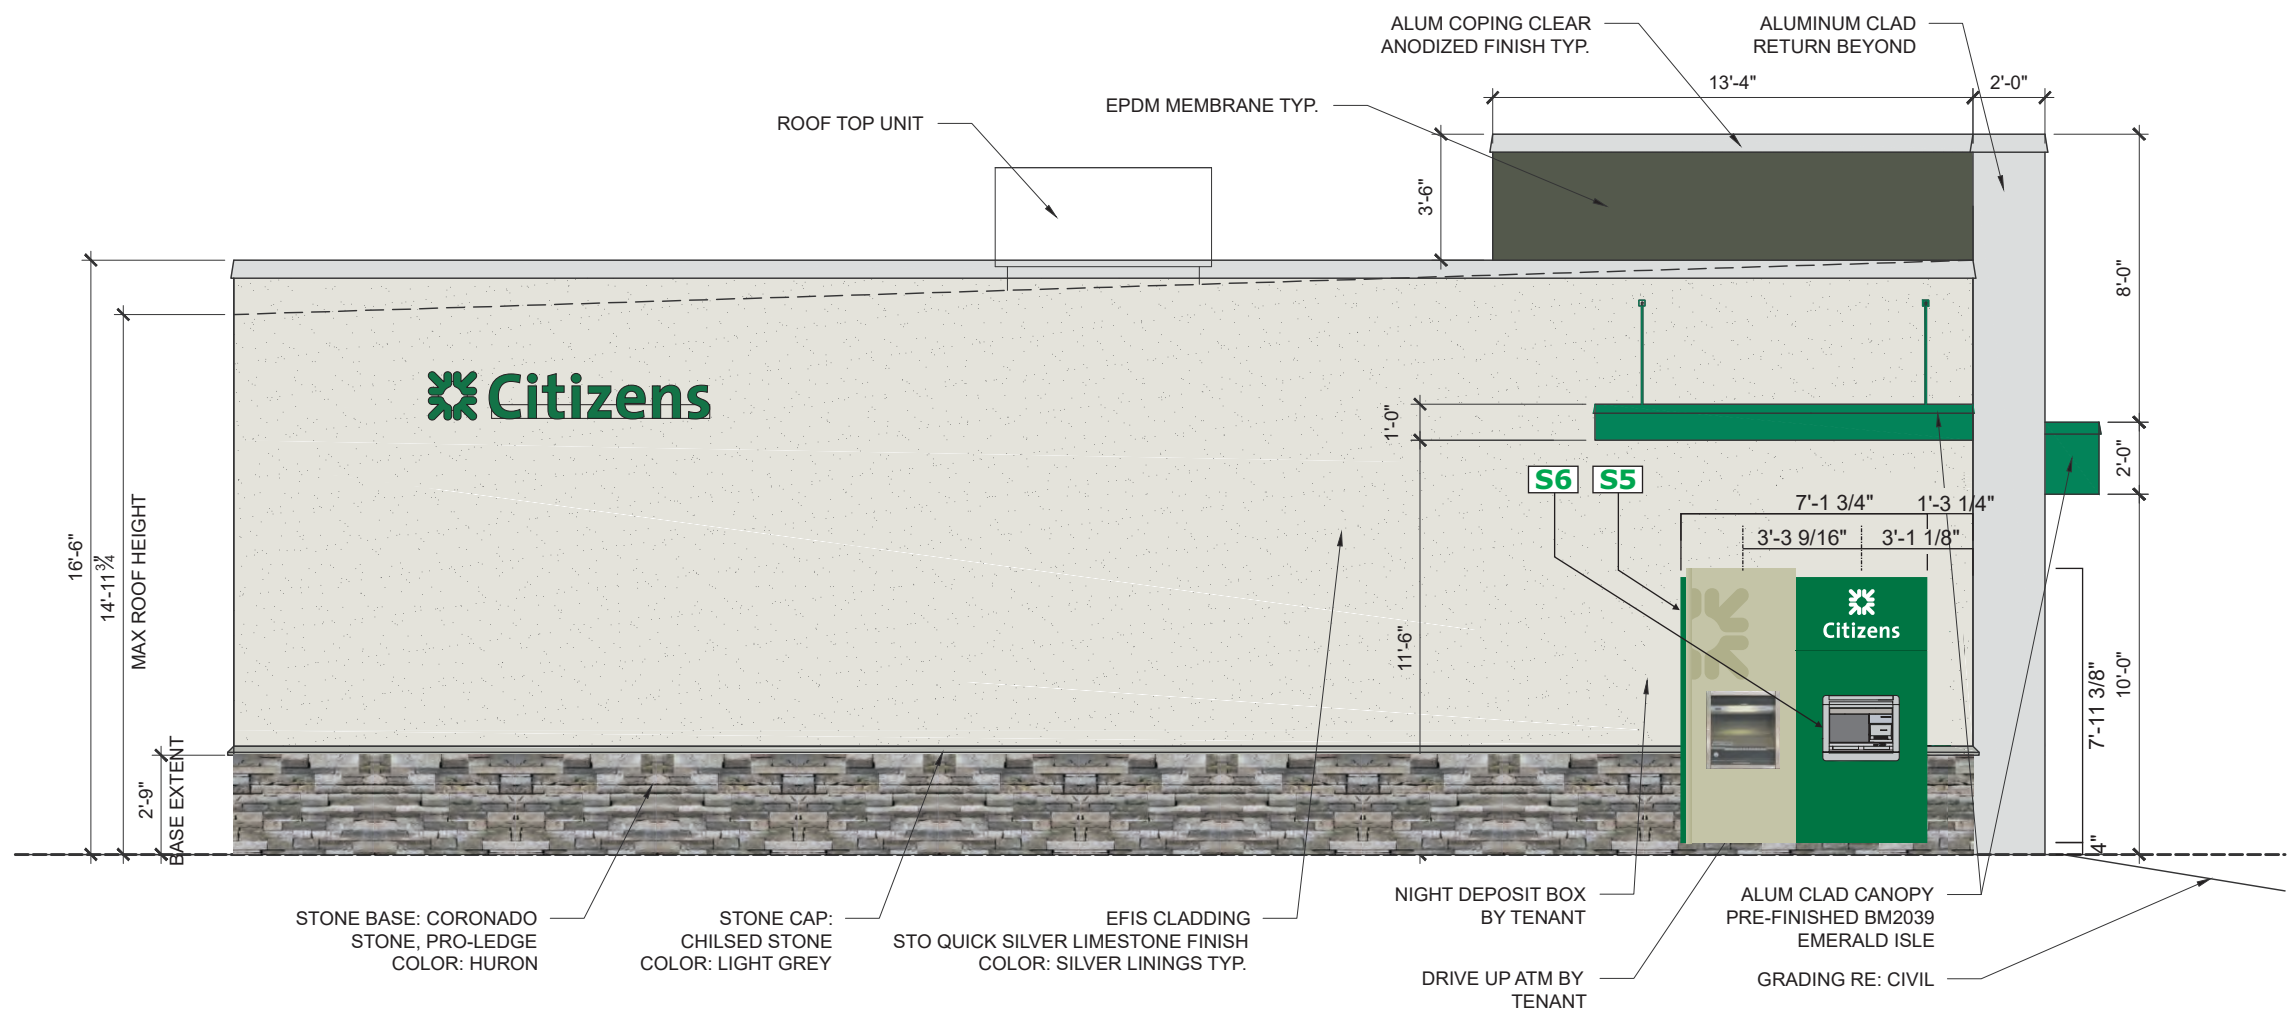 ALUM COPING CLEAR
ANODIZED FINISH TYP.
ALUMINUM CLAD
RETURN BEYOND
13'-4"
2'-0"
EPDM MEMBRANE TYP.
ROOF TOP UNIT
3'-6"
8'-0"
16'-6"
14'-11¾
MAX ROOF HEIGHT
Citizens
1'-0"
2'-0"
S6
S5
7'-1 3/4"
1'-3 1/4"
3'-3 9/16"
3'-1 1/8"
Citizens
11'-6"
7'-11 3/8"
10'-0"
2'-9"
BASE EXTENT
4"
STONE BASE: CORONADO
STONE, PRO-LEDGE
COLOR: HURON
STONE CAP:
CHILSED STONE
COLOR: LIGHT GREY
EFIS CLADDING
STO QUICK SILVER LIMESTONE FINISH
COLOR: SILVER LININGS TYP.
NIGHT DEPOSIT BOX
BY TENANT
DRIVE UP ATM BY
TENANT
ALUM CLAD CANOPY
PRE-FINISHED BM2039
EMERALD ISLE
GRADING RE: CIVIL